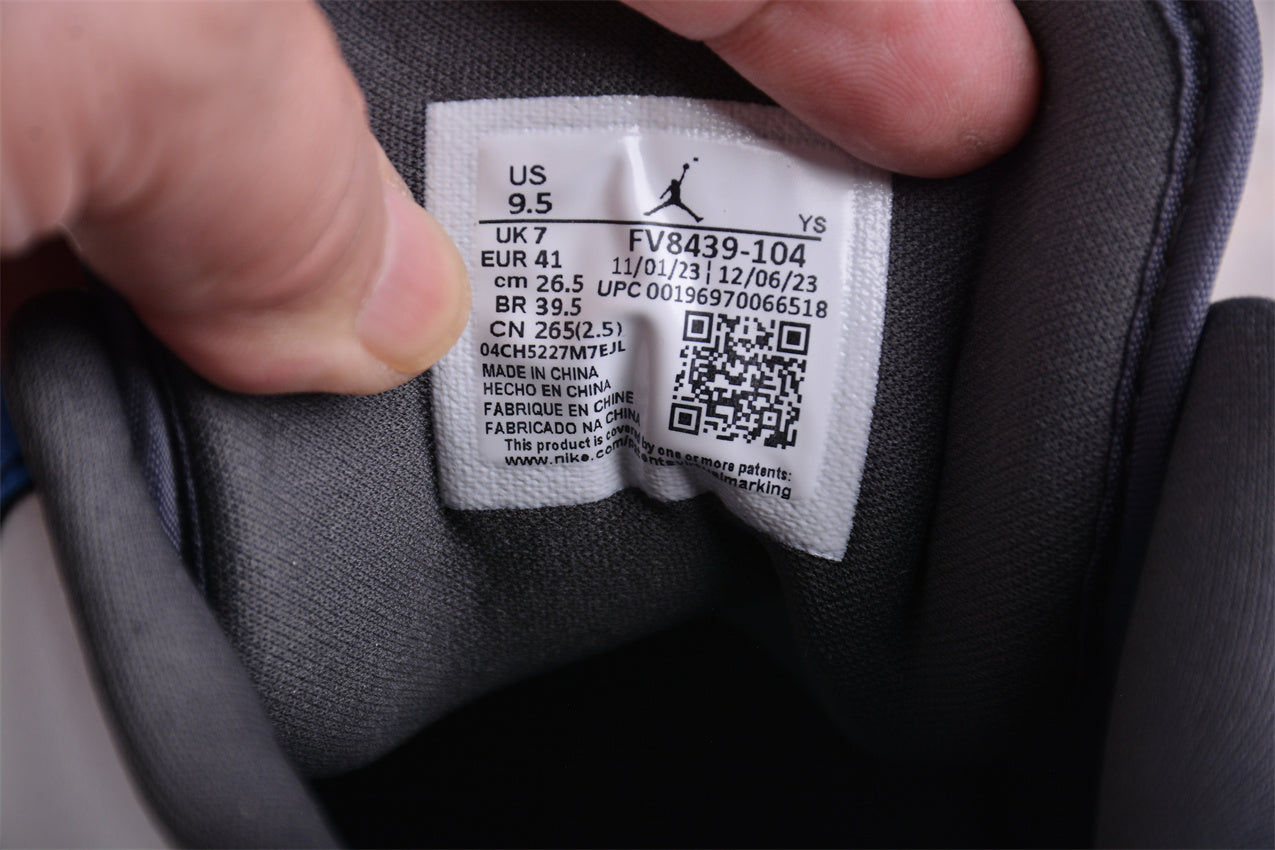 US
9.5
YS
UK 7
EUR 41
cm 26.5
BR 39.5
CN 265(2.5)
04CH5227M7EJL
FV8439-104
11/01/23 | 12/06/23
UPC 00196970066518
MADE IN CHINA
HECHO EN CHINA
FABRIQUE EN CHINE
FABRICADO NA CHINA
This product is covered by one or more patents:
www.nike.com/patents